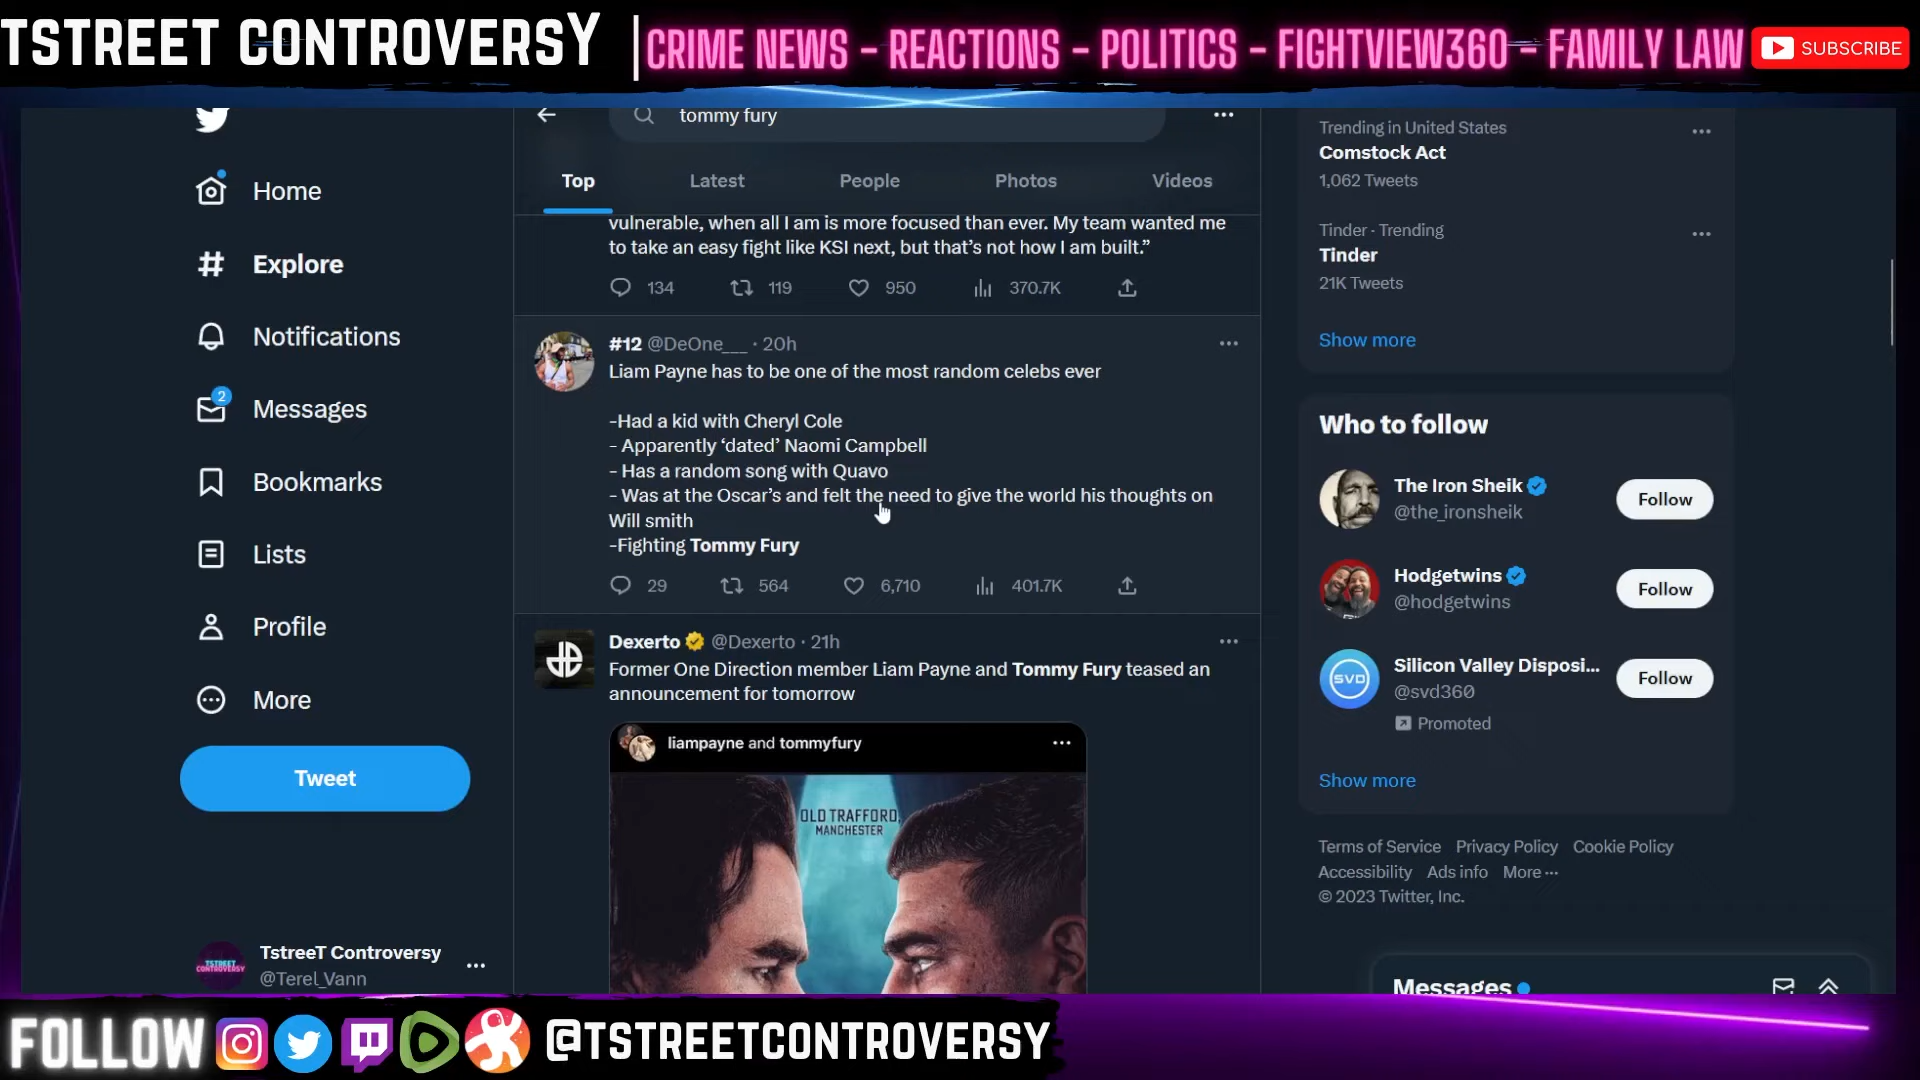 TSTREET CONTROVERSY
CRIME NEWS - REACTIONS - POLITICS - FIGHTVIEW360 - FAMILY LAW
SUBSCRIBE
Home
Explore
Notifications
2
Messages
Bookmarks
Lists
Profile
More
Tweet
TSTREET
CONTROVERSY
TstreeT Controversy
@Terel_Vann
tommy fury
Top
Latest
People
Photos
Videos
vulnerable, when all I am is more focused than ever. My team wanted me
to take an easy fight like KSI next, but that’s not how I am built.”
134 119 950 370.7K
#12 @DeOne___ · 20h
Liam Payne has to be one of the most random celebs ever
-Had a kid with Cheryl Cole
- Apparently ‘dated’ Naomi Campbell
- Has a random song with Quavo
- Was at the Oscar’s and felt the need to give the world his thoughts on
Will smith
-Fighting Tommy Fury
29 564 6,710 401.7K
Dexerto @Dexerto · 21h
Former One Direction member Liam Payne and Tommy Fury teased an
announcement for tomorrow
liampayne and tommyfury
OLD TRAFFORD,
MANCHESTER
Trending in United States
Comstock Act
1,062 Tweets
Tinder · Trending
Tinder
21K Tweets
Show more
Who to follow
The Iron Sheik
@the_ironsheik
Follow
Hodgetwins
@hodgetwins
Follow
SVD
Silicon Valley Disposi...
@svd360
Follow
Promoted
Show more
Terms of Service Privacy Policy Cookie Policy
Accessibility Ads info More
© 2023 Twitter, Inc.
Messages
FOLLOW
@TSTREETCONTROVERSY